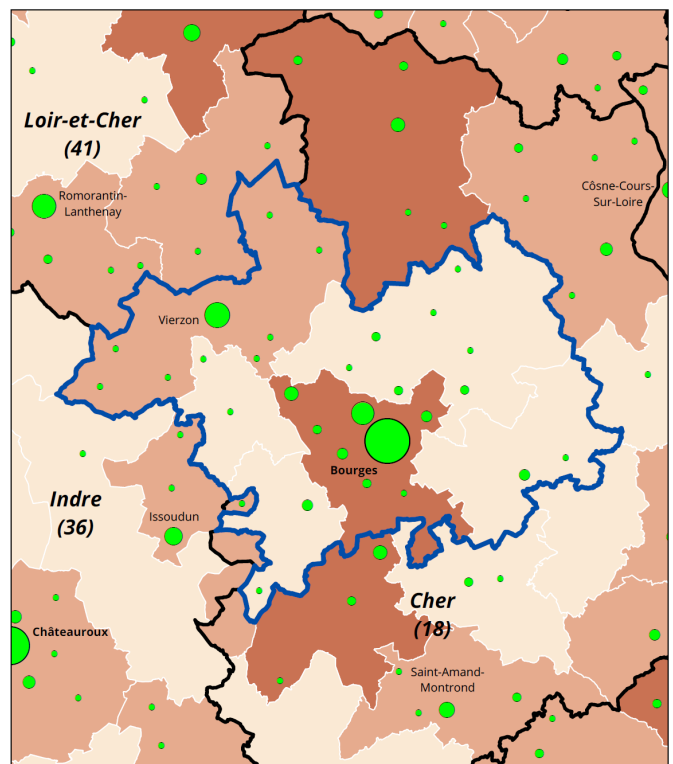 Loir-et-Cher
(41)
Romorantin-
Lanthenay
Côsne-Cours-
Sur-Loire
Vierzon
Bourges
Indre
(36)
Issoudun
Cher
(18)
Châteauroux
Saint-Amand-
Montrond